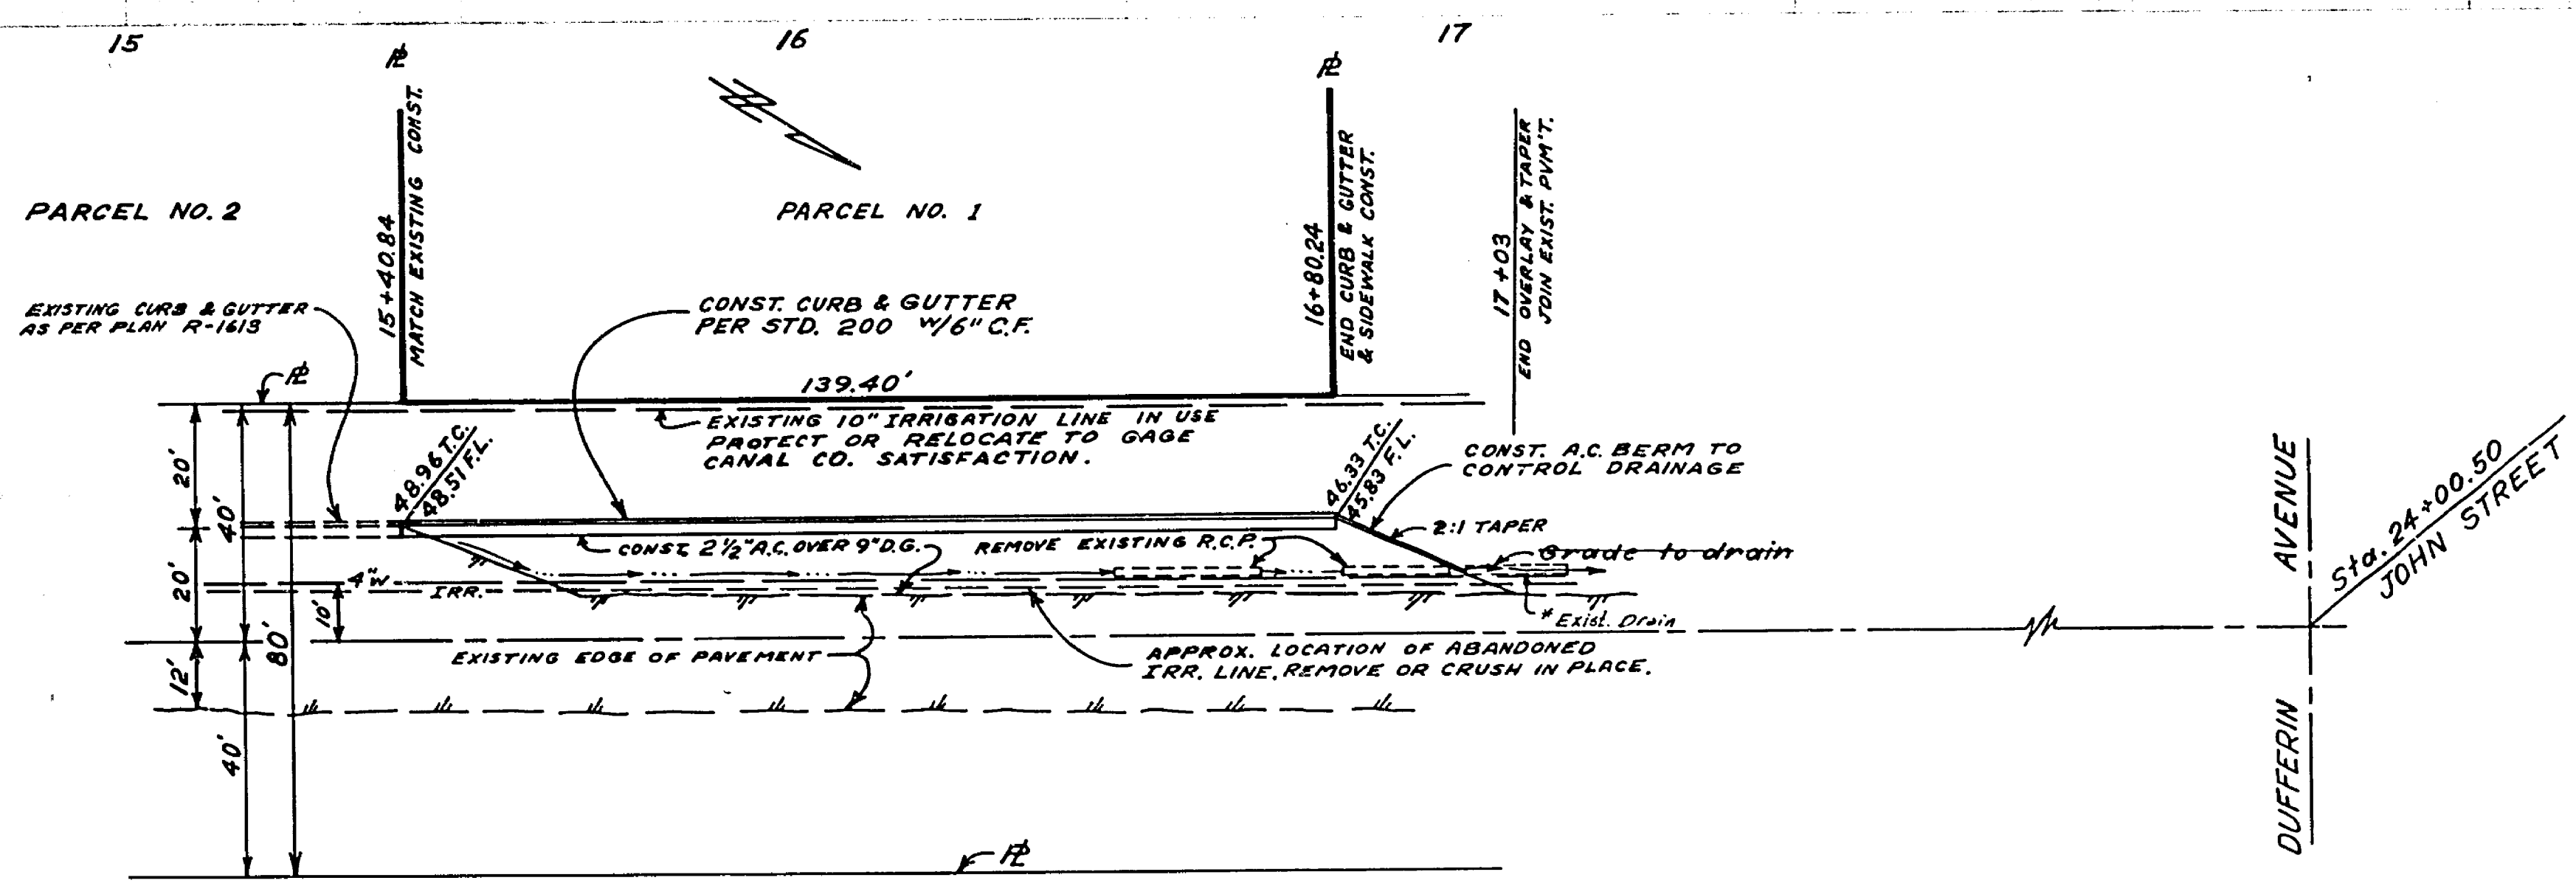 15
16
17
PL
PL
PARCEL NO. 2
PARCEL NO. 1
15+40.84
MATCH EXISTING CONST.
16+80.24
END CURB & GUTTER
& SIDEWALK CONST.
17+03
END OVERLAY & TAPER
JOIN EXIST. PVM'T.
EXISTING CURB & GUTTER
AS PER PLAN R-1613
CONST. CURB & GUTTER
PER STD. 200 W/6" C.F.
PL
139.40'
EXISTING 10" IRRIGATION LINE IN USE
PROTECT OR RELOCATE TO GAGE
CANAL CO. SATISFACTION.
48.96 T.C.
48.51 F.L.
46.33 T.C.
45.83 F.L.
CONST. A.C. BERM TO
CONTROL DRAINAGE
2:1 TAPER
20'
40'
20'
10'
80'
12'
40'
CONST. 2 1/2" A.C. OVER 9" D.G.
REMOVE EXISTING R.C.P.
Grade to drain
4" W
IRR.
* Exist. Drain
EXISTING EDGE OF PAVEMENT
APPROX. LOCATION OF ABANDONED
IRR. LINE. REMOVE OR CRUSH IN PLACE.
PL
DUFFERIN AVENUE
Sta. 24+00.50
JOHN STREET